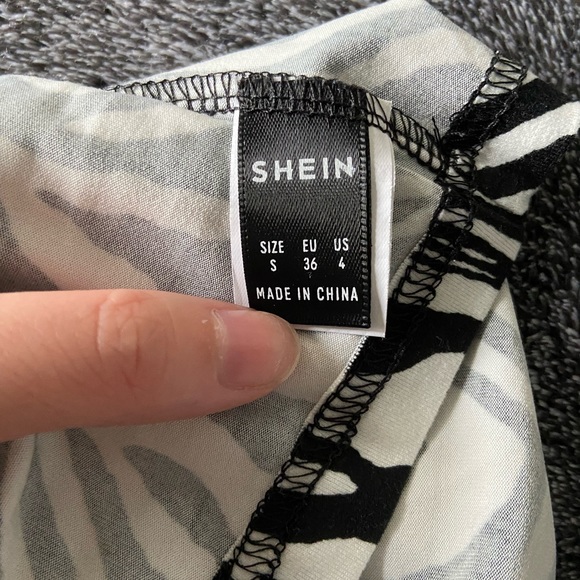 SHEIN
SIZE EU US
S 36 4
MADE IN CHINA